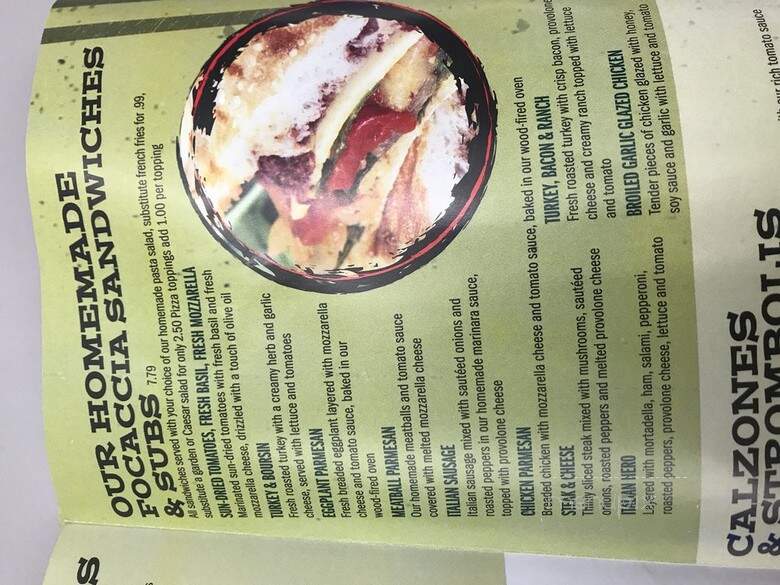 OUR HOMEMADE
FOCACCIA SANDWICHES
& SUBS 7.79
All sandwiches served with your choice of our homemade pasta salad, substitute french fries for .99,
substitute a garden or Caesar salad for only 2.50 Pizza toppings add 1.00 per topping
SUN-DRIED TOMATOES, FRESH BASIL, FRESH MOZZARELLA
Marinated sun-dried tomatoes with fresh basil and fresh
mozzarella cheese, drizzled with a touch of olive oil
TURKEY & BOURSIN
Fresh roasted turkey with a creamy herb and garlic
cheese, served with lettuce and tomatoes
EGGPLANT PARMESAN
Fresh breaded eggplant layered with mozzarella
cheese and tomato sauce, baked in our
wood-fired oven
MEATBALL PARMESAN
Our homemade meatballs and tomato sauce
covered with melted mozzarella cheese
ITALIAN SAUSAGE
Italian sausage mixed with sautéed onions and
roasted peppers in our homemade marinara sauce,
topped with provolone cheese
CHICKEN PARMESAN
Breaded chicken with mozzarella cheese and tomato sauce, baked in our wood-fired oven
STEAK & CHEESE
Thinly sliced steak mixed with mushrooms, sautéed
onions, roasted peppers and melted provolone cheese
ITALIAN HERO
Layered with mortadella, ham, salami, pepperoni,
roasted peppers, provolone cheese, lettuce and tomato
TURKEY, BACON & RANCH
Fresh roasted turkey with crisp bacon, provolone
cheese and creamy ranch topped with lettuce
and tomato
BROILED GARLIC GLAZED CHICKEN
Tender pieces of chicken glazed with honey,
soy sauce and garlic with lettuce and tomato
CALZONES
& STROMBOLIS
our rich tomato sauce
S